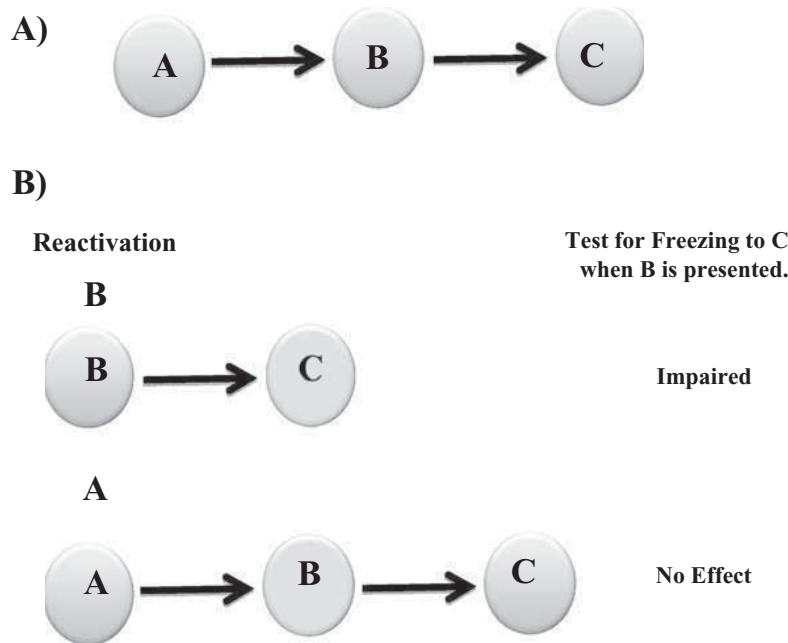 A)
A B C
B)
Reactivation
Test for Freezing to C
when B is presented.
B
B C Impaired
A
A B C No Effect